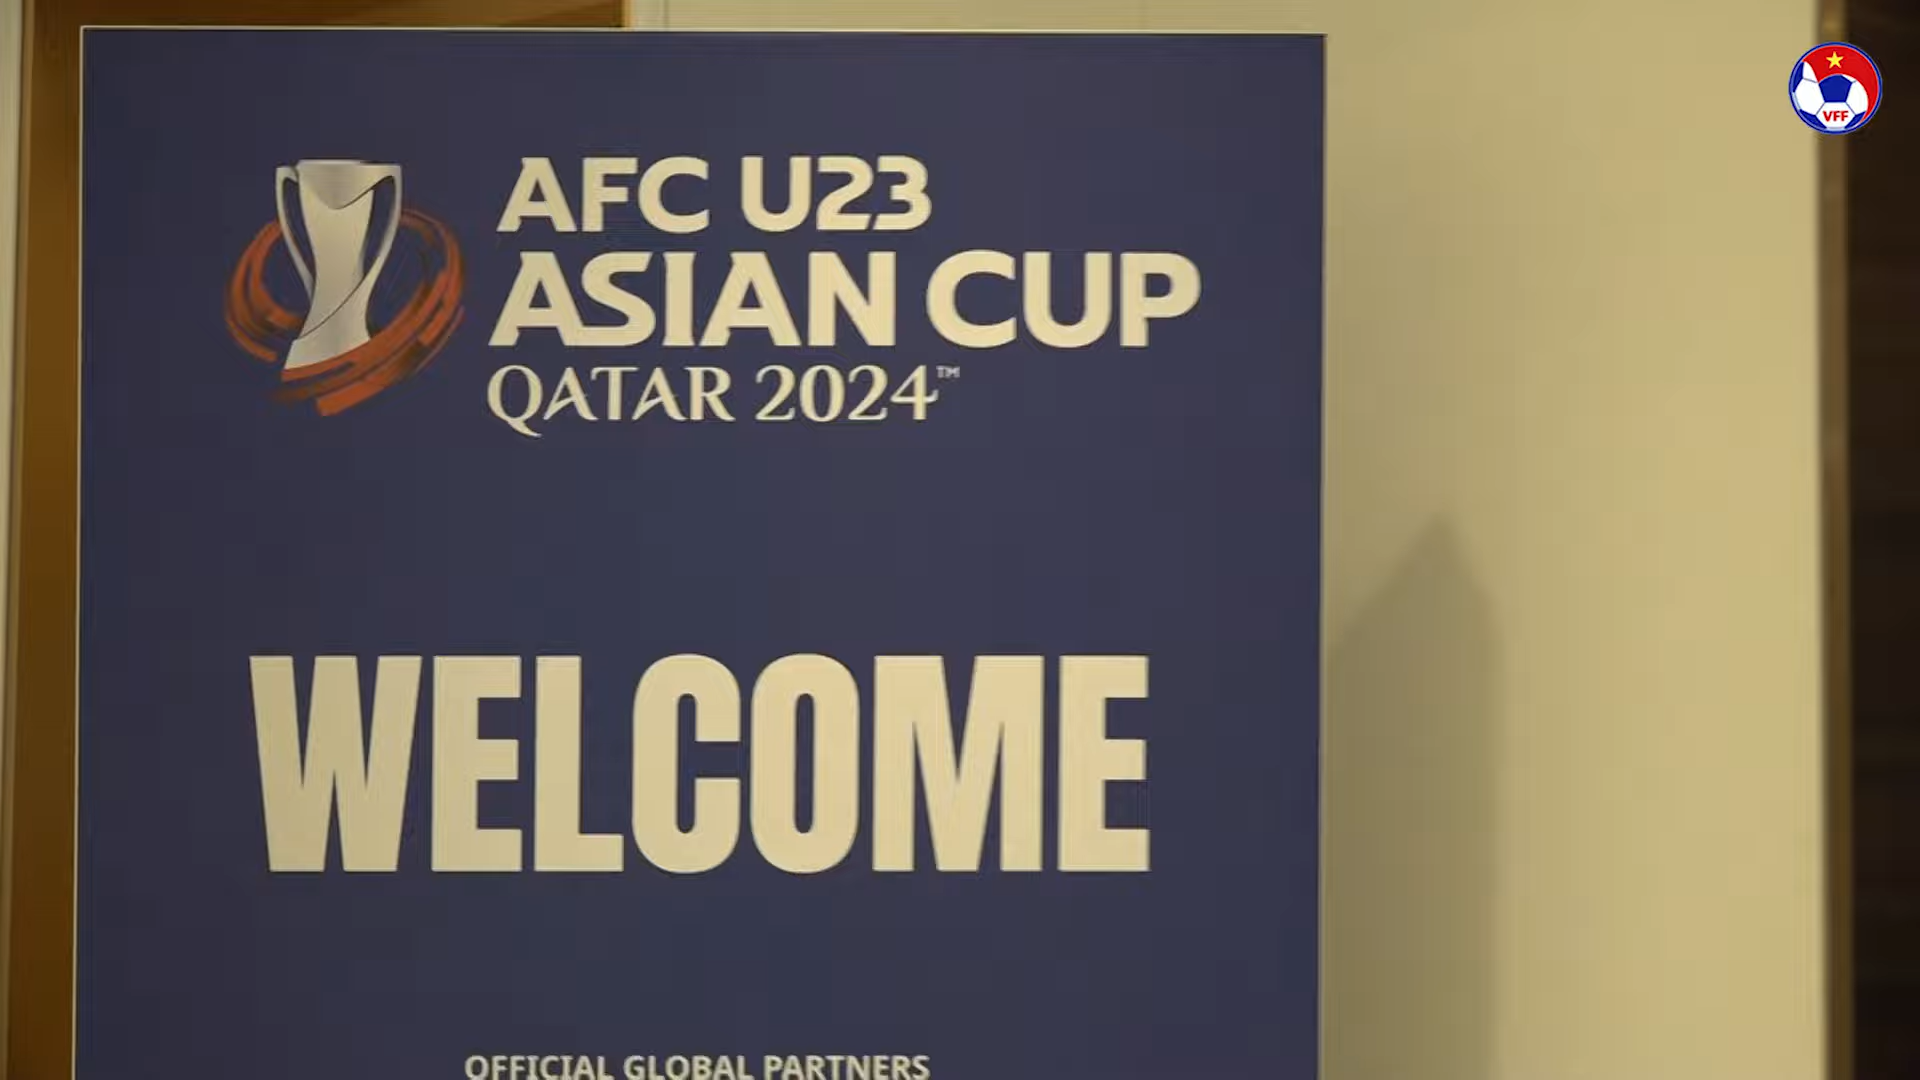 AFC U23
ASIAN CUP
QATAR 2024™
WELCOME
OFFICIAL GLOBAL PARTNERS
VFF